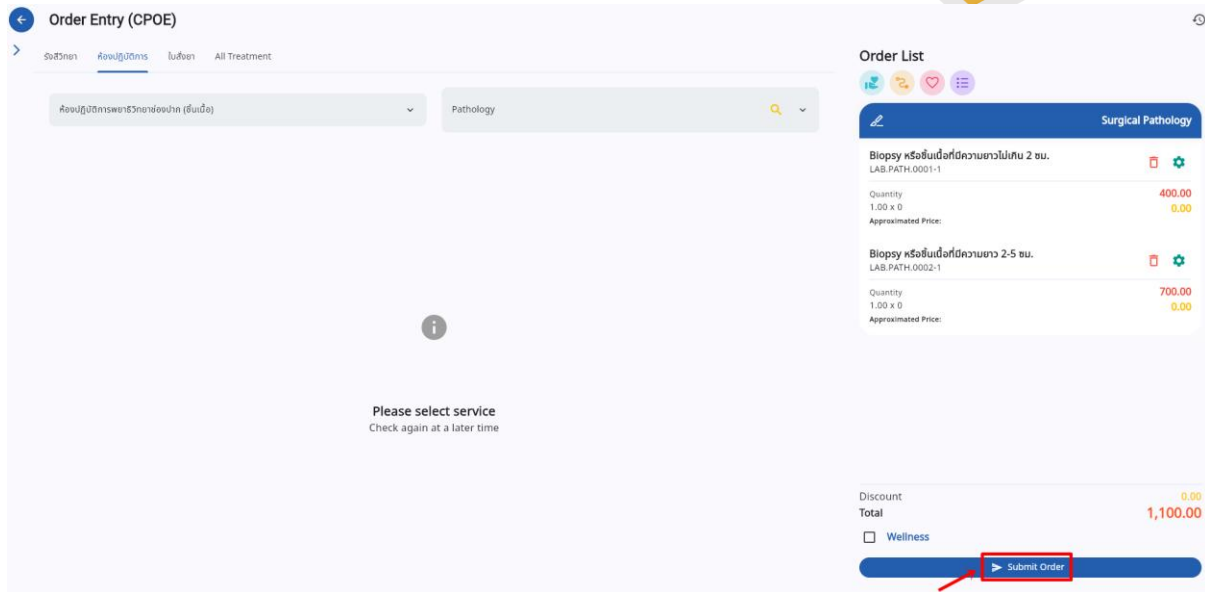 Order Entry (CPOE)
รังสีวิทยา ห้องปฏิบัติการ ใบสั่งยา All Treatment
ห้องปฏิบัติการพยาธิวิทยาช่องปาก (ชิ้นเนื้อ)
Pathology
Please select service
Check again at a later time
Order List
Surgical Pathology
Biopsy หรือชิ้นเนื้อที่มีความยาวไม่เกิน 2 ซม.
LAB.PATH.0001-1
Quantity 400.00
1.00 x 0 0.00
Approximated Price:
Biopsy หรือชิ้นเนื้อที่มีความยาว 2-5 ซม.
LAB.PATH.0002-1
Quantity 700.00
1.00 x 0 0.00
Approximated Price:
Discount 0.00
Total 1,100.00
Wellness
Submit Order